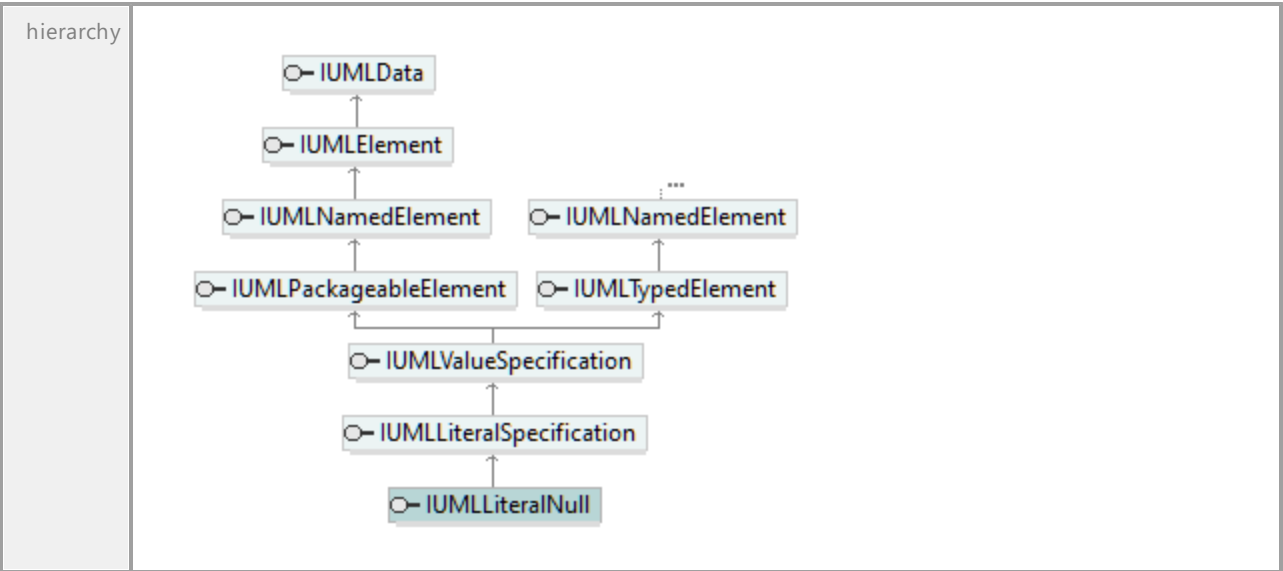 hierarchy
IUMLData
IUMLElement
...
IUMLNamedElement IUMLNamedElement
IUMLPackageableElement IUMLTypedElement
IUMLValueSpecification
IUMLLiteralSpecification
IUMLLiteralNull